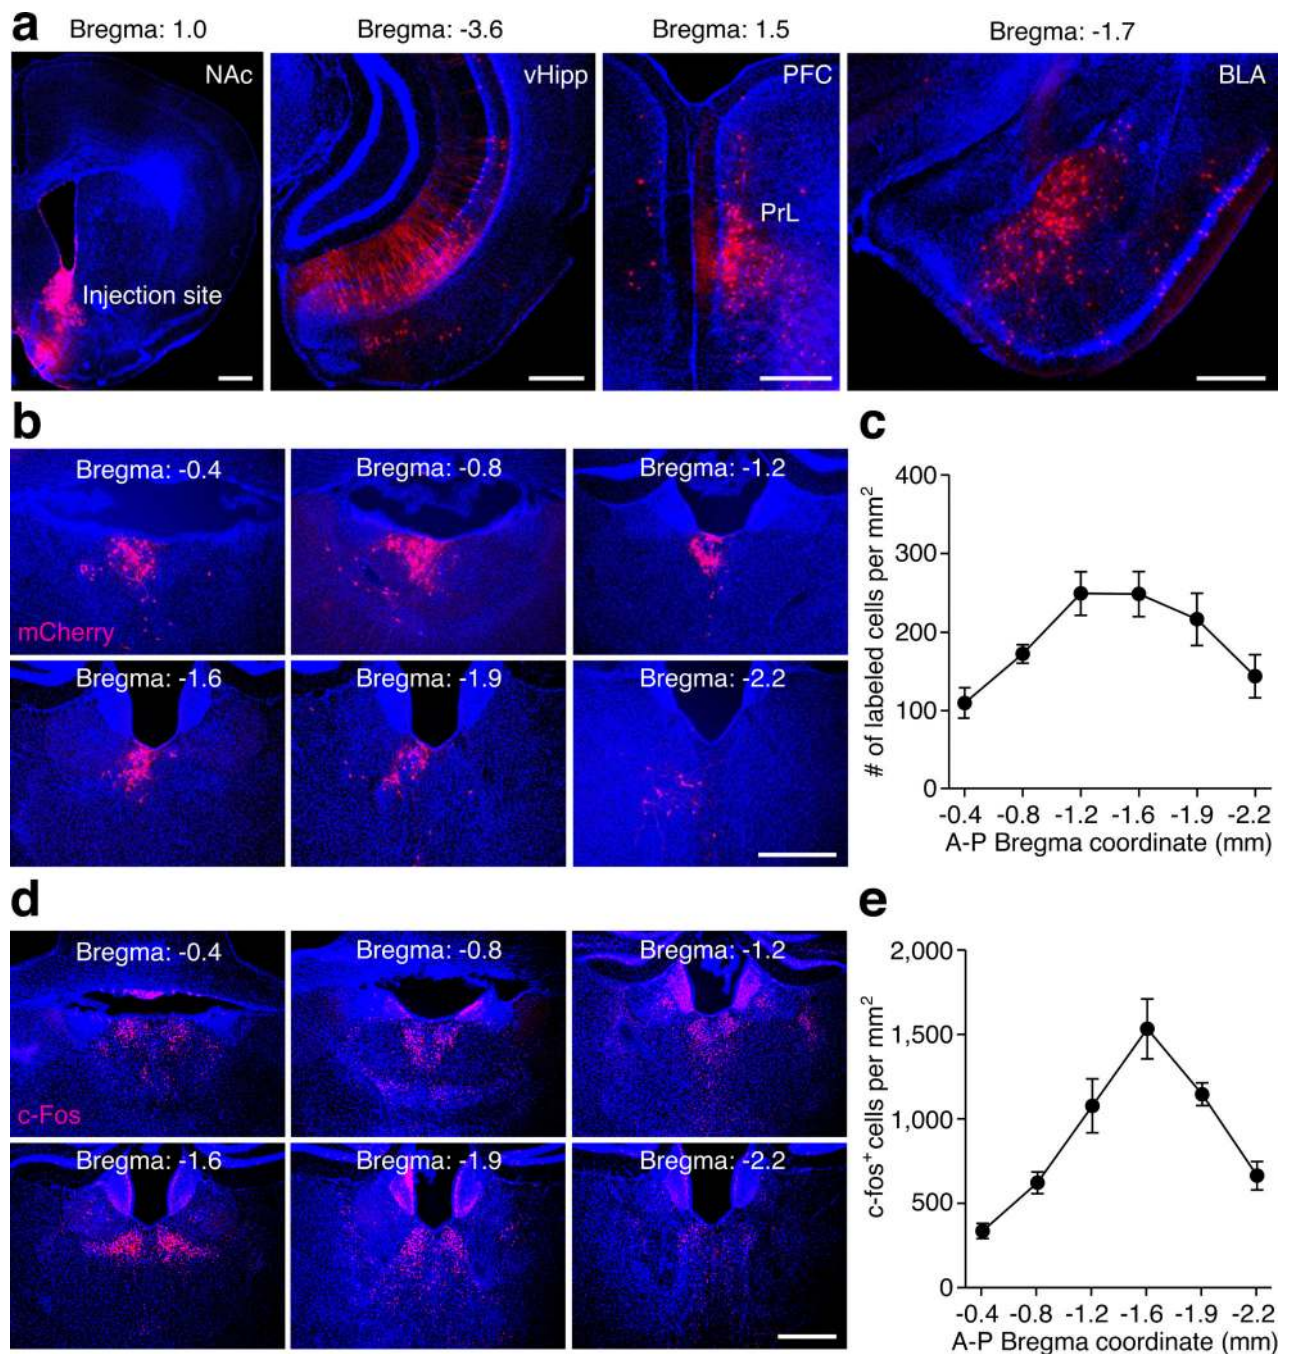 a
Bregma: 1.0
Bregma: -3.6
Bregma: 1.5
Bregma: -1.7
NAc
vHipp
PFC
BLA
PrL
Injection site
b
Bregma: -0.4
Bregma: -0.8
Bregma: -1.2
mCherry
Bregma: -1.6
Bregma: -1.9
Bregma: -2.2
c
# of labeled cells per mm²
400
300
200
100
0
-0.4 -0.8 -1.2 -1.6 -1.9 -2.2
A-P Bregma coordinate (mm)
d
Bregma: -0.4
Bregma: -0.8
Bregma: -1.2
c-Fos
Bregma: -1.6
Bregma: -1.9
Bregma: -2.2
e
c-fos⁺ cells per mm²
2,000
1,500
1,000
500
0
-0.4 -0.8 -1.2 -1.6 -1.9 -2.2
A-P Bregma coordinate (mm)